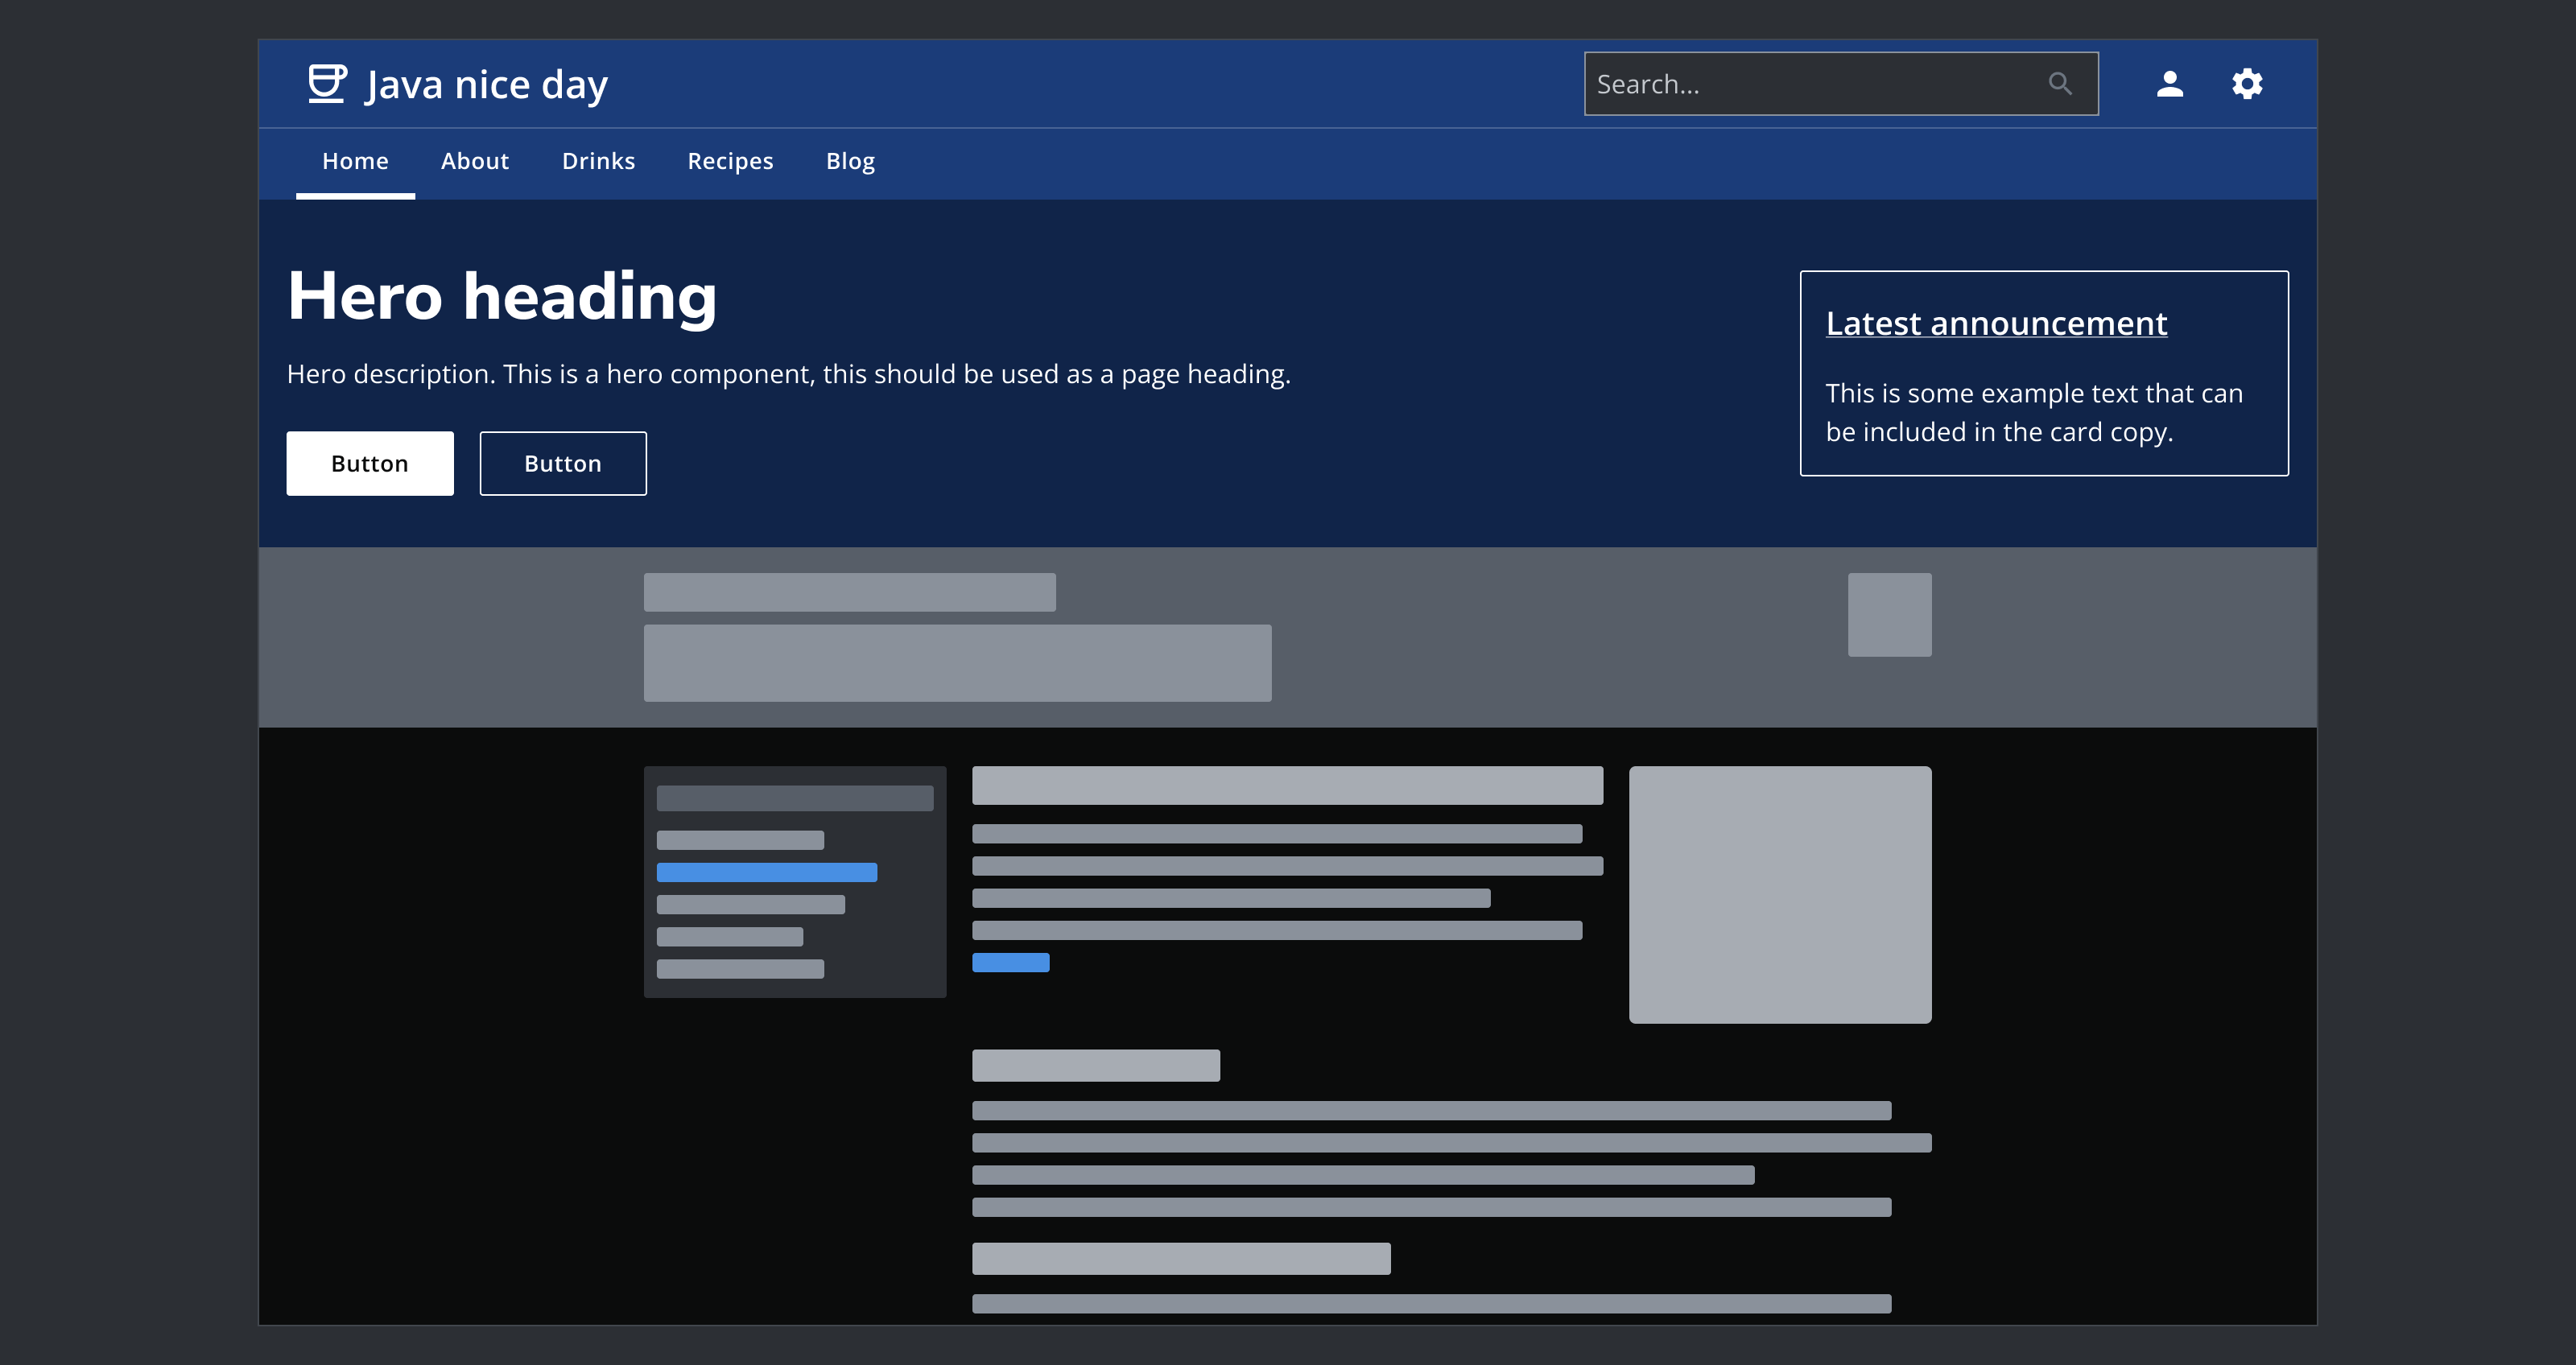 Java nice day
Search...
Home About Drinks Recipes Blog
Hero heading
Hero description. This is a hero component, this should be used as a page heading.
Button Button
Latest announcement
This is some example text that can
be included in the card copy.